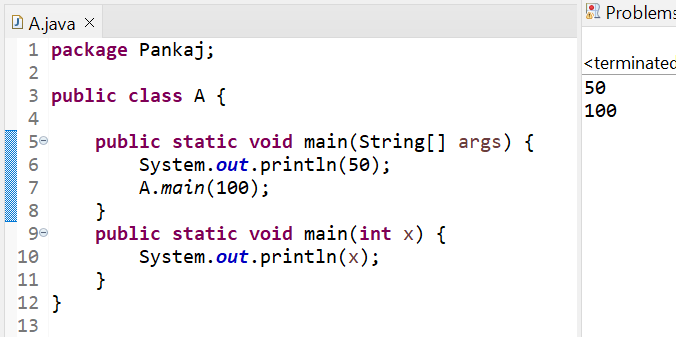 A.java
1 package Pankaj;
2
3 public class A {
4
5 public static void main(String[] args) {
6 System.out.println(50);
7 A.main(100);
8 }
9 public static void main(int x) {
10 System.out.println(x);
11 }
12 }
13
Problems
<terminated
50
100